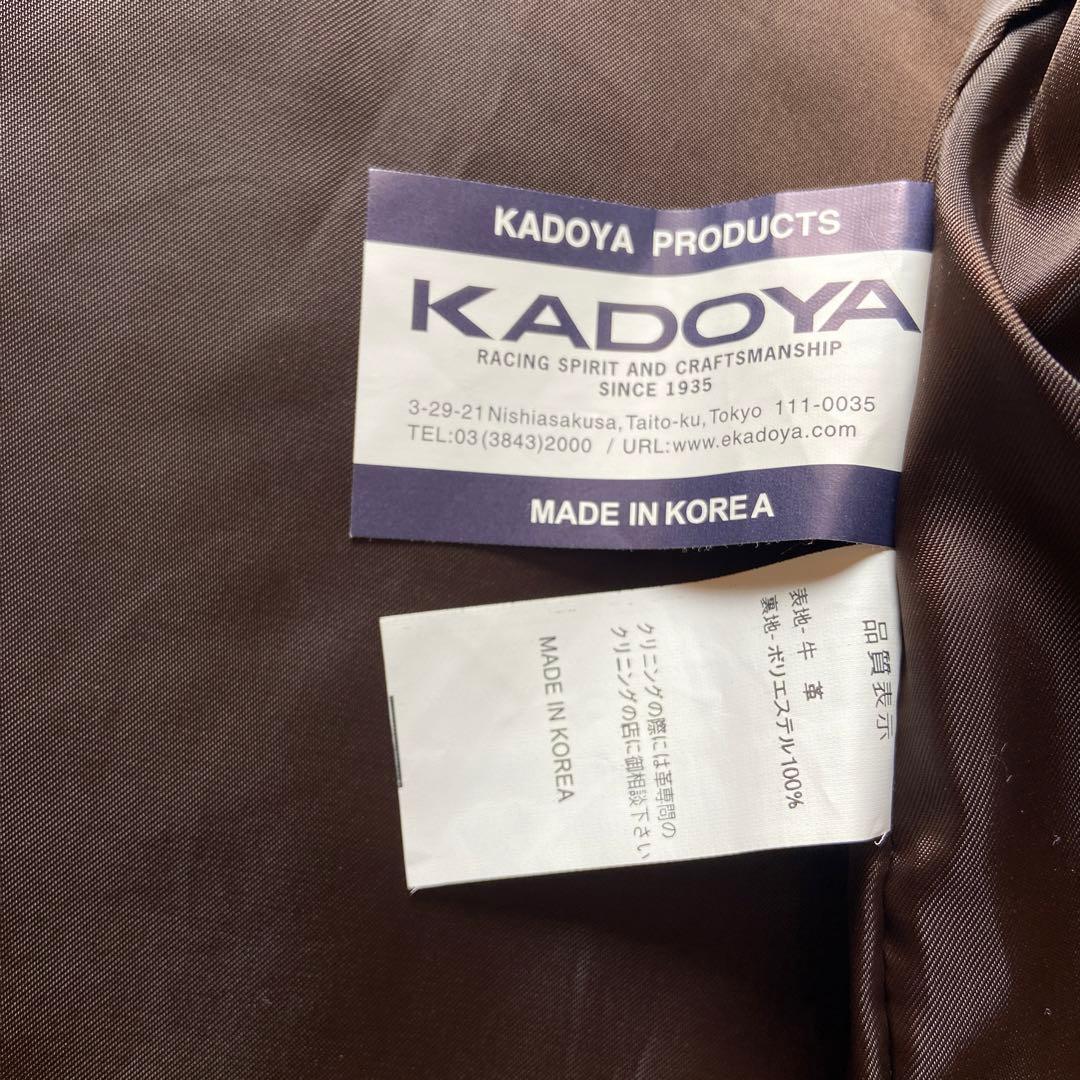 KADOYA PRODUCTS
KADOYA
RACING SPIRIT AND CRAFTSMANSHIP
SINCE 1935
3-29-21 Nishiasakusa, Taito-ku, Tokyo 111-0035
TEL:03(3843)2000 / URL:www.ekadoya.com
MADE IN KOREA
品質表示
表地-牛 革
裏地-ポリエステル100%
クリニングの際には革専問の
クリニングの店に御相談下さい
MADE IN KOREA